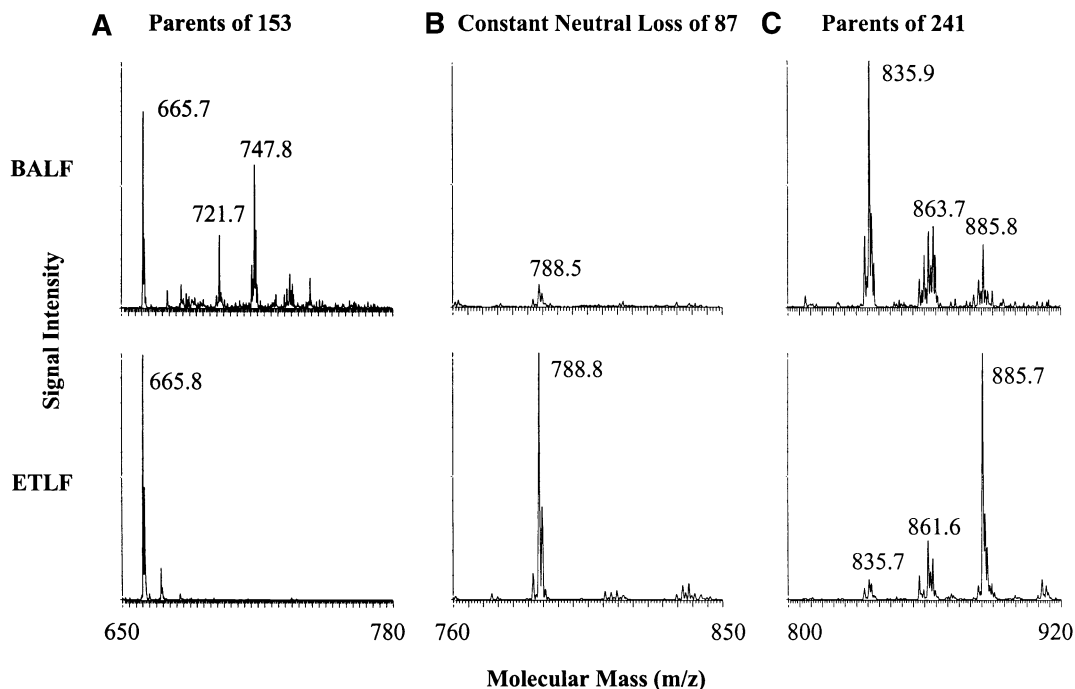 A Parents of 153
B Constant Neutral Loss of 87
C Parents of 241
BALF
665.7
721.7
747.8
788.5
835.9
863.7
885.8
Signal Intensity
ETLF
665.8
788.8
835.7
861.6
885.7
650 780
760 850
800 920
Molecular Mass (m/z)